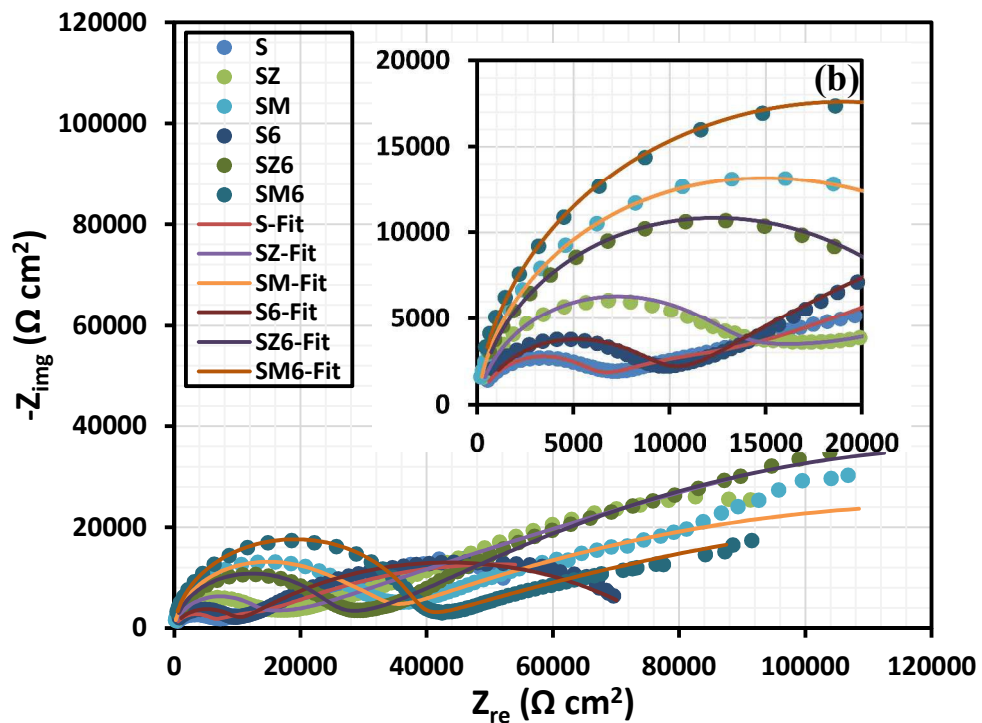 120000
100000
80000
60000
40000
20000
0
-Z_img (Ω cm²)
S
SZ
SM
S6
SZ6
SM6
S-Fit
SZ-Fit
SM-Fit
S6-Fit
SZ6-Fit
SM6-Fit
(b)
20000
15000
10000
5000
0
0 5000 10000 15000 20000
0 20000 40000 60000 80000 100000 120000
Z_re (Ω cm²)